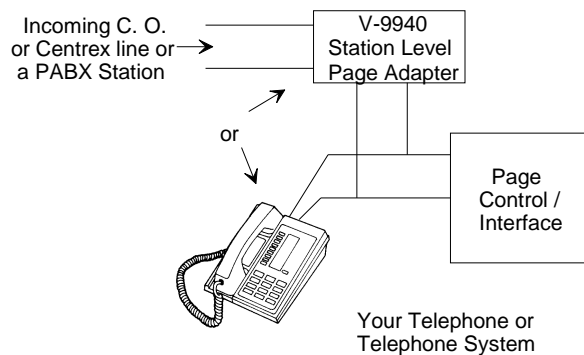 Incoming C. O.
or Centrex line or
a PABX Station
V-9940
Station Level
Page Adapter
or
Page
Control /
Interface
Your Telephone or
Telephone System